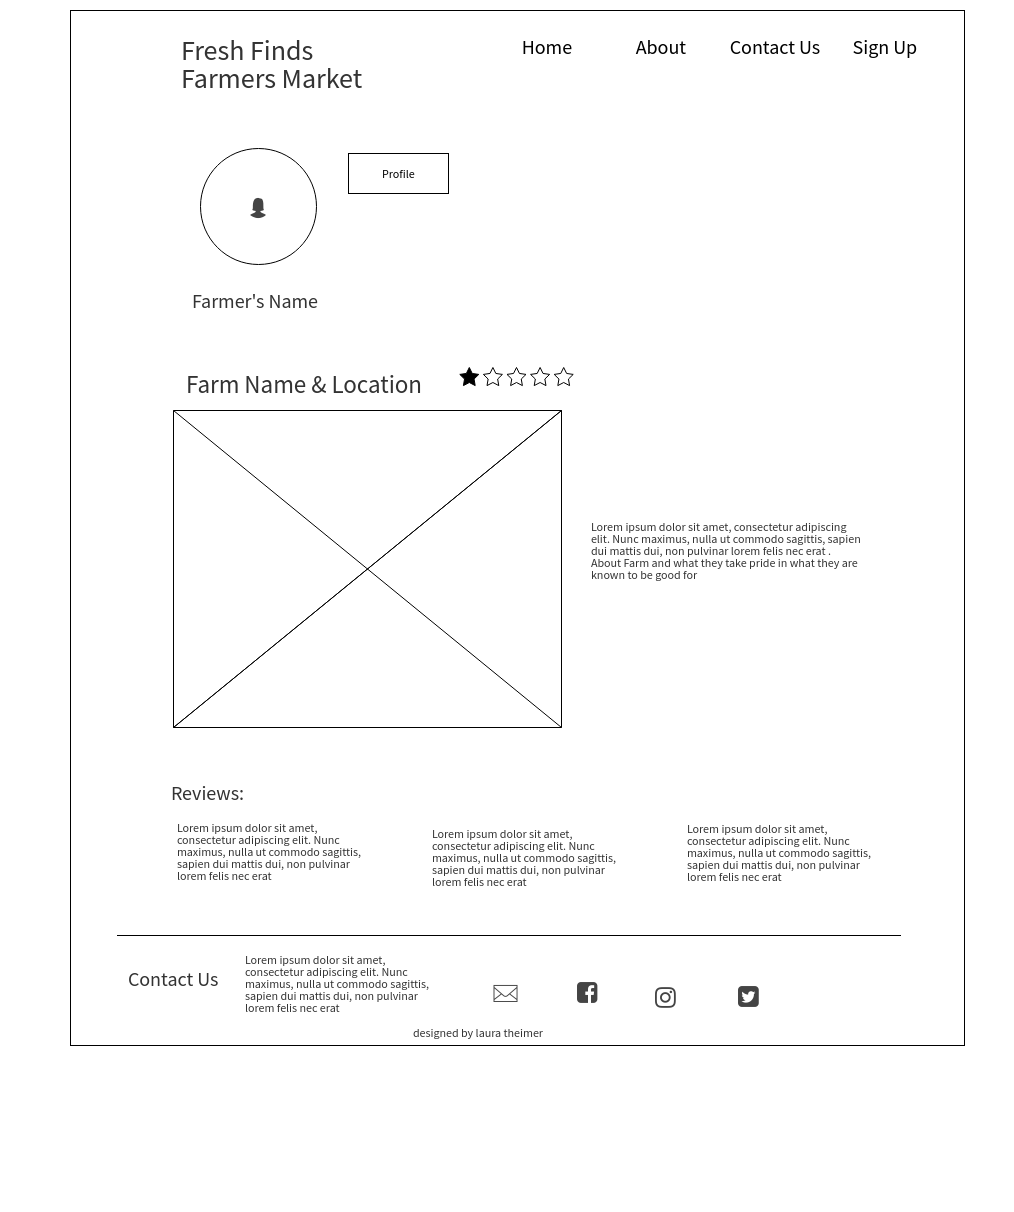 Fresh Finds
Farmers Market
Home About Contact Us Sign Up
Profile
Farmer's Name
Farm Name & Location
Lorem ipsum dolor sit amet, consectetur adipiscing
elit. Nunc maximus, nulla ut commodo sagittis, sapien
dui mattis dui, non pulvinar lorem felis nec erat .
About Farm and what they take pride in what they are
known to be good for
Reviews:
Lorem ipsum dolor sit amet,
consectetur adipiscing elit. Nunc
maximus, nulla ut commodo sagittis,
sapien dui mattis dui, non pulvinar
lorem felis nec erat
Lorem ipsum dolor sit amet,
consectetur adipiscing elit. Nunc
maximus, nulla ut commodo sagittis,
sapien dui mattis dui, non pulvinar
lorem felis nec erat
Lorem ipsum dolor sit amet,
consectetur adipiscing elit. Nunc
maximus, nulla ut commodo sagittis,
sapien dui mattis dui, non pulvinar
lorem felis nec erat
Contact Us
Lorem ipsum dolor sit amet,
consectetur adipiscing elit. Nunc
maximus, nulla ut commodo sagittis,
sapien dui mattis dui, non pulvinar
lorem felis nec erat
designed by laura theimer